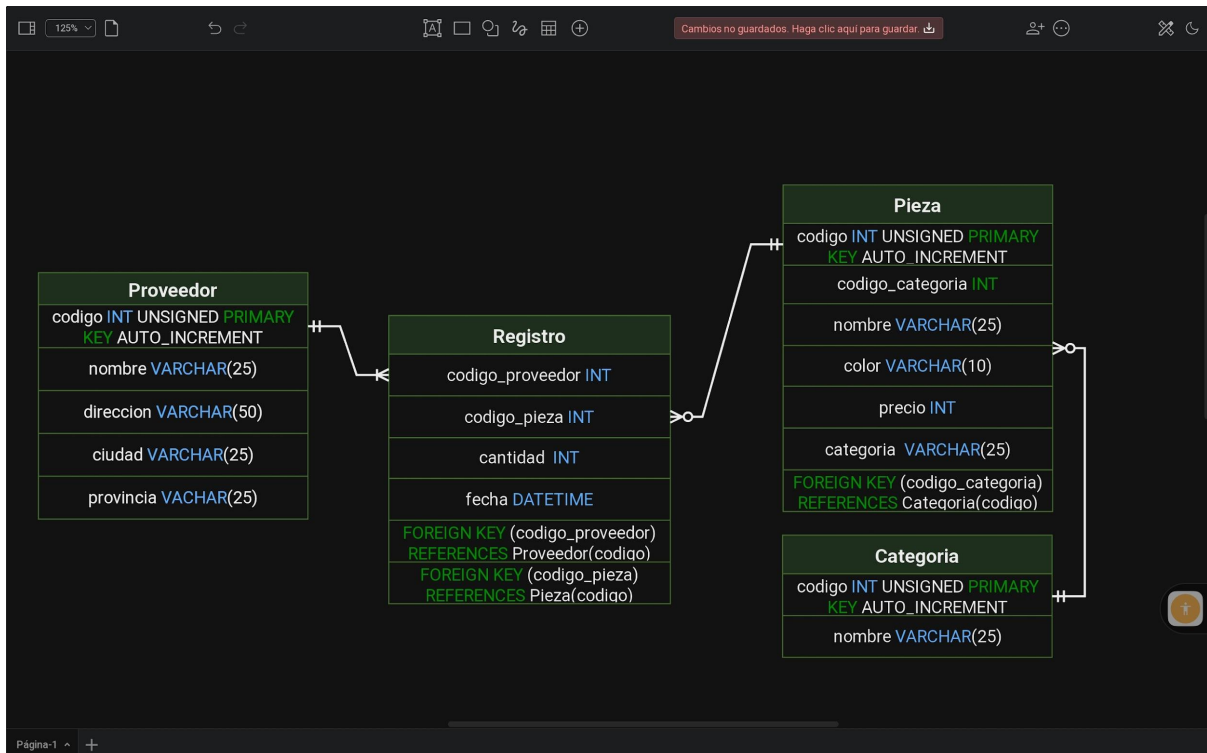 125%
A
Cambios no guardados. Haga clic aquí para guardar.
Proveedor
codigo INT UNSIGNED PRIMARY
KEY AUTO_INCREMENT
nombre VARCHAR(25)
direccion VARCHAR(50)
ciudad VARCHAR(25)
provincia VACHAR(25)
Registro
codigo_proveedor INT
codigo_pieza INT
cantidad INT
fecha DATETIME
FOREIGN KEY (codigo_proveedor)
REFERENCES Proveedor(codigo)
FOREIGN KEY (codigo_pieza)
REFERENCES Pieza(codigo)
Pieza
codigo INT UNSIGNED PRIMARY
KEY AUTO_INCREMENT
codigo_categoria INT
nombre VARCHAR(25)
color VARCHAR(10)
precio INT
categoria VARCHAR(25)
FOREIGN KEY (codigo_categoria)
REFERENCES Categoria(codigo)
Categoria
codigo INT UNSIGNED PRIMARY
KEY AUTO_INCREMENT
nombre VARCHAR(25)
Página-1